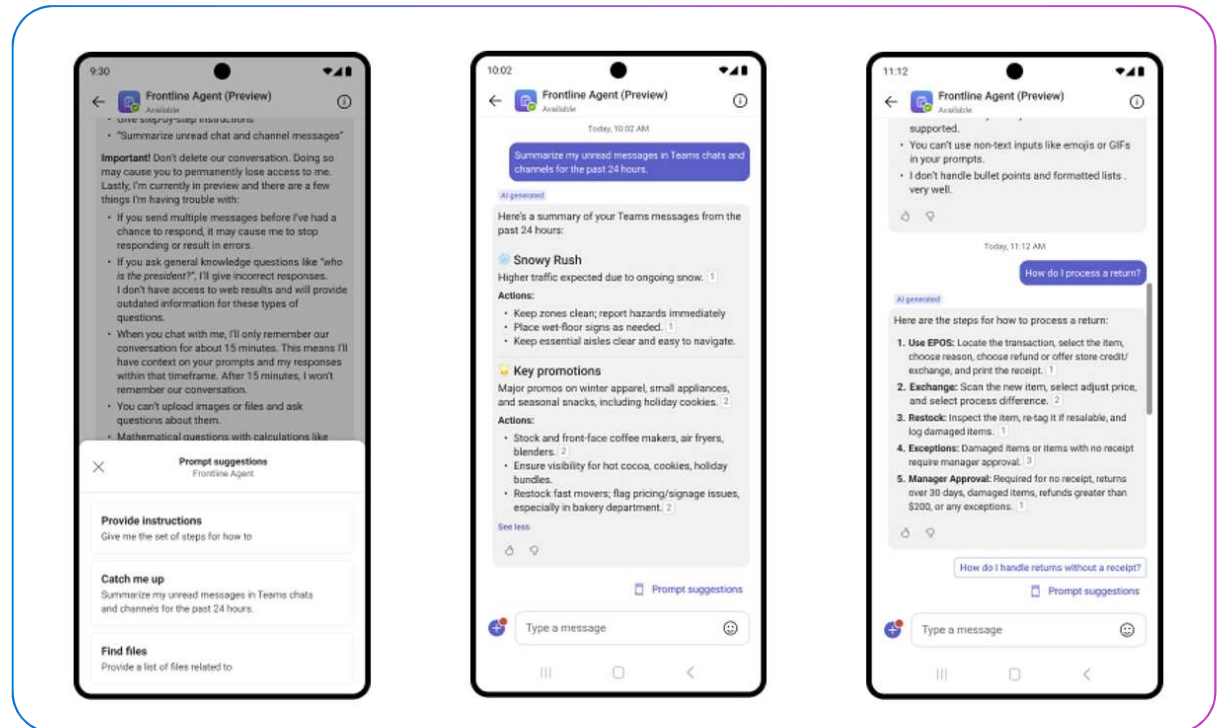 9:30
Frontline Agent (Preview)
Available
• Give step-by-step instructions
• "Summarize unread chat and channel messages"
Important! Don't delete our conversation. Doing so
may cause you to permanently lose access to me.
Lastly, I'm currently in preview and there are a few
things I'm having trouble with:
• If you send multiple messages before I've had a
chance to respond, it may cause me to stop
responding or result in errors.
• If you ask general knowledge questions like "who
is the president?", I'll give incorrect responses.
I don't have access to web results and will provide
outdated information for these types of
questions.
• When you chat with me, I'll only remember our
conversation for about 15 minutes. This means I'll
have context on your prompts and my responses
within that timeframe. After 15 minutes, I won't
remember our conversation.
• You can't upload images or files and ask
questions about them.
• Mathematical questions with calculations like
Prompt suggestions
Frontline Agent
Provide instructions
Give me the set of steps for how to
Catch me up
Summarize my unread messages in Teams chats
and channels for the past 24 hours.
Find files
Provide a list of files related to
10:02
Frontline Agent (Preview)
Available
Today, 10:02 AM
Summarize my unread messages in Teams chats and
channels for the past 24 hours.
AI generated
Here's a summary of your Teams messages from the
past 24 hours:
Snowy Rush
Higher traffic expected due to ongoing snow. 1
Actions:
• Keep zones clean; report hazards immediately
• Place wet-floor signs as needed. 1
• Keep essential aisles clear and easy to navigate.
Key promotions
Major promos on winter apparel, small appliances,
and seasonal snacks, including holiday cookies. 2
Actions:
• Stock and front-face coffee makers, air fryers,
blenders. 2
• Ensure visibility for hot cocoa, cookies, holiday
bundles.
• Restock fast movers; flag pricing/signage issues,
especially in bakery department. 2
See less
Prompt suggestions
Type a message
11:12
Frontline Agent (Preview)
Available
supported.
• You can't use non-text inputs like emojis or GIFs
in your prompts.
• I don't handle bullet points and formatted lists .
very well.
Today, 11:12 AM
How do I process a return?
AI generated
Here are the steps for how to process a return:
1. Use EPOS: Locate the transaction, select the item,
choose reason, choose refund or offer store credit/
exchange, and print the receipt. 1
2. Exchange: Scan the new item, select adjust price,
and select process difference. 2
3. Restock: Inspect the item, re-tag it if resalable, and
log damaged items. 1
4. Exceptions: Damaged items or items with no receipt
require manager approval. 3
5. Manager Approval: Required for no receipt, returns
over 30 days, damaged items, refunds greater than
$200, or any exceptions. 1
How do I handle returns without a receipt?
Prompt suggestions
Type a message